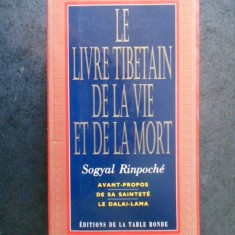 LE
LIVRE TIBETAIN
DE LA VIE
ET DE LA MORT
Sogyal Rinpoché
AVANT-PROPOS
DE SA SAINTETÉ
LE DALAI-LAMA
ÉDITIONS DE LA TABLE RONDE